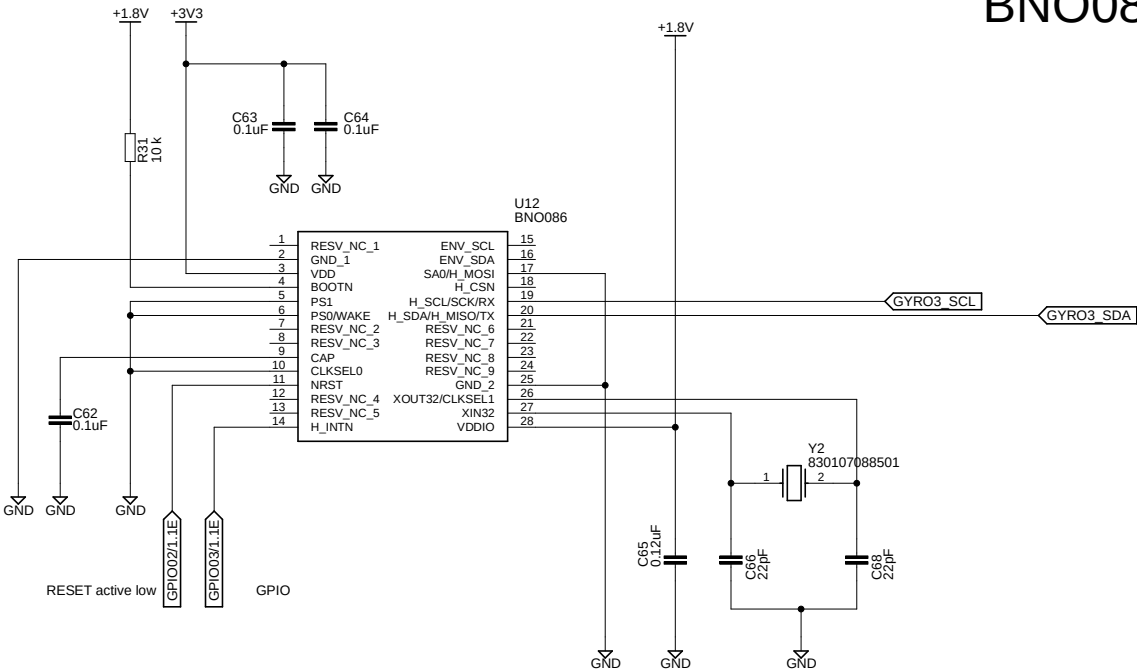 BNO08
+1.8V
+3V3
+1.8V
C63
0.1uF
C64
0.1uF
R31
10 k
U12
BNO086
1 RESV_NC_1
2 GND_1
3 VDD
4 BOOTN
5 PS1
6 PS0/WAKE
7 RESV_NC_2
8 RESV_NC_3
9 CAP
10 CLKSEL0
11 NRST
12 RESV_NC_4
13 RESV_NC_5
14 H_INTN
ENV_SCL 15
ENV_SDA 16
SA0/H_MOSI 17
H_CSN 18
H_SCL/SCK/RX 19
H_SDA/H_MISO/TX 20
RESV_NC_6 21
RESV_NC_7 22
RESV_NC_8 23
RESV_NC_9 24
GND_2 25
XOUT32/CLKSEL1 26
XIN32 27
VDDIO 28
GND
GND
GYRO3_SCL
GYRO3_SDA
C62
0.1uF
GND
GND
GND
GPIO02/1.1E
GPIO03/1.1E
RESET active low
GPIO
Y2
830107088501
1
2
C65
0.12uF
C66
22pF
C68
22pF
GND
GND
GND